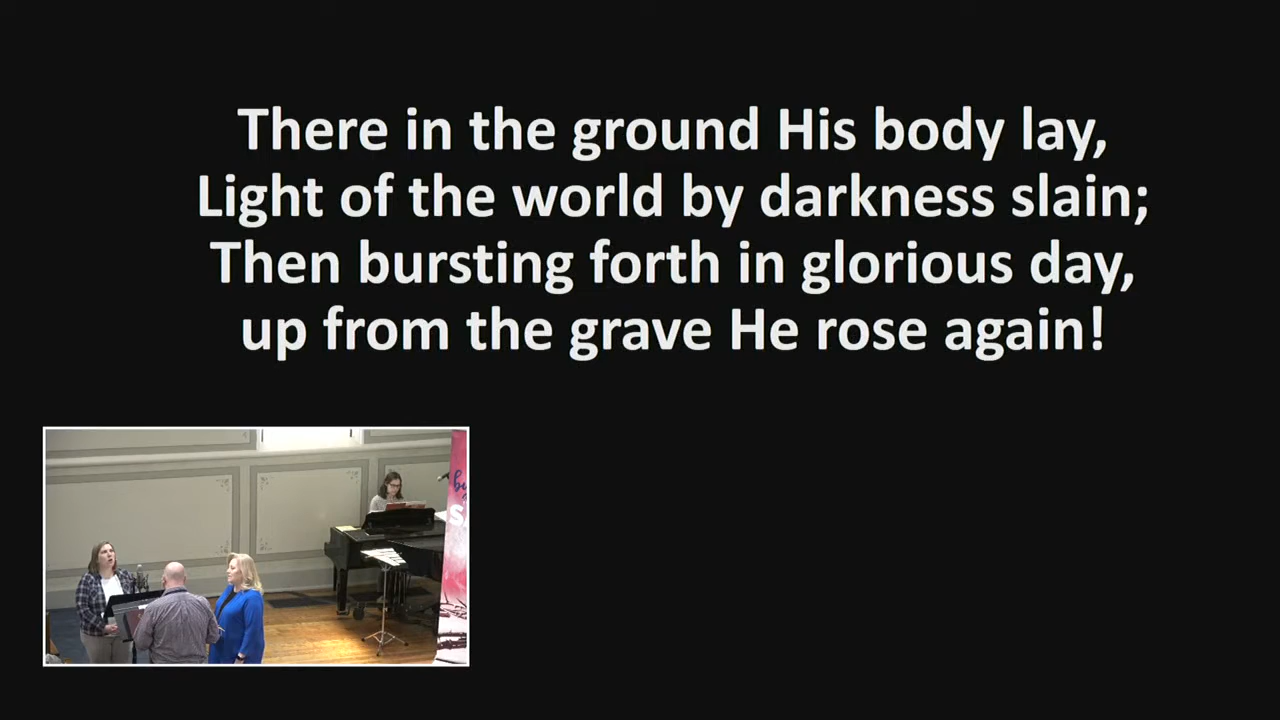 There in the ground His body lay,
Light of the world by darkness slain;
Then bursting forth in glorious day,
up from the grave He rose again!